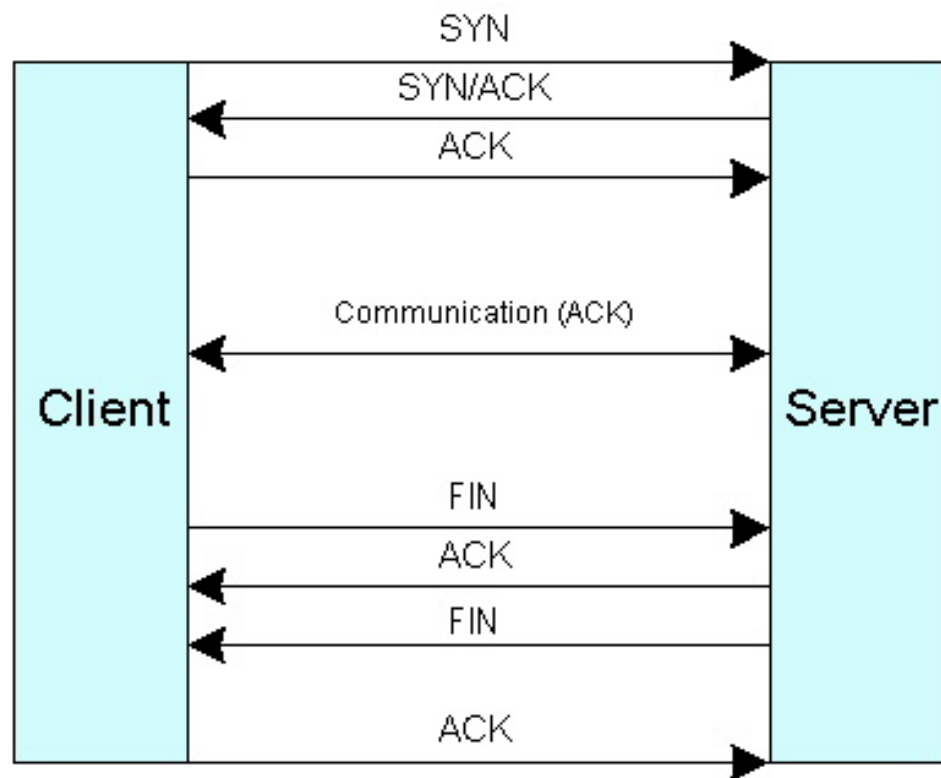 SYN
SYN/ACK
ACK
Communication (ACK)
Client
Server
FIN
ACK
FIN
ACK